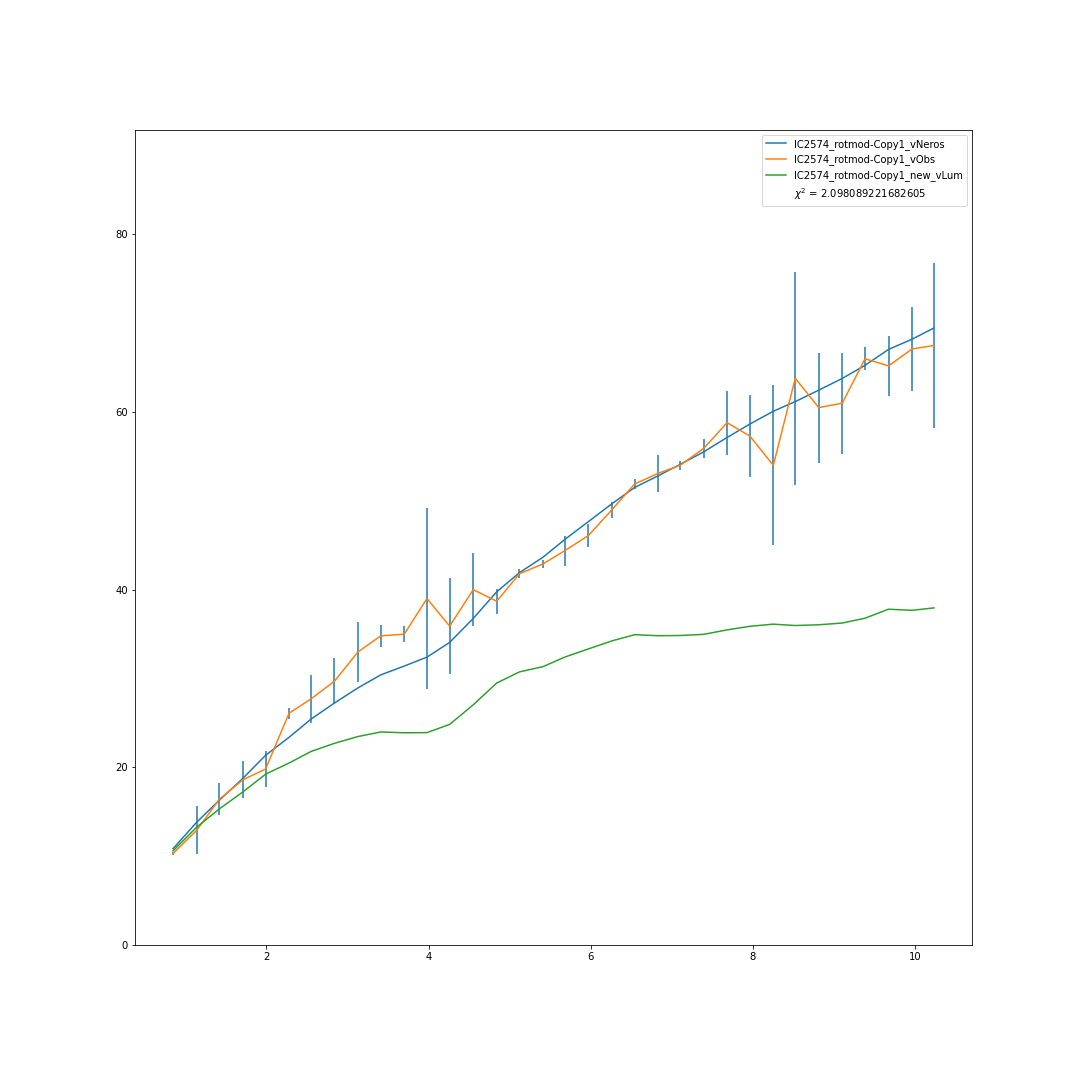 IC2574_rotmod-Copy1_vNeros
IC2574_rotmod-Copy1_vObs
IC2574_rotmod-Copy1_new_vLum
χ² = 2.098089221682605
80
60
40
20
0
2 4 6 8 10